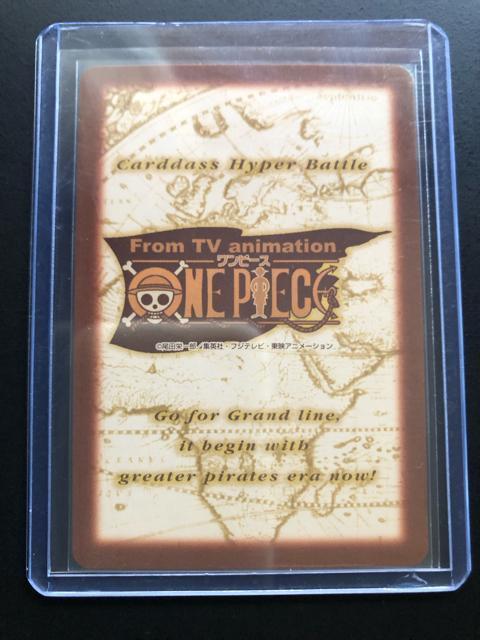 Septentrio
Carddass Hyper Battle
From TV animation
ワンピース
ONE PIECE
©尾田栄一郎／集英社・フジテレビ・東映アニメーション
Go for Grand line,
it begin with
greater pirates era now!